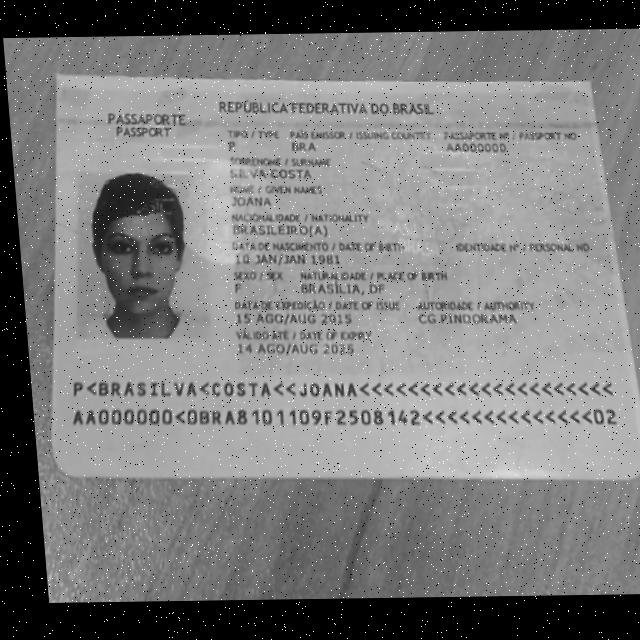 REPÚBLICA FEDERATIVA DO BRASIL
PASSAPORTE
PASSPORT
TIPO / TYPE PAÍS EMISSOR / ISSUING COUNTRY PASSAPORTE Nº / PASSPORT NO.
P BRA AA000000
SOBRENOME / SURNAME
SILVA COSTA
NOME / GIVEN NAMES
JOANA
NACIONALIDADE / NATIONALITY
BRASILEIRO(A)
DATA DE NASCIMENTO / DATE OF BIRTH IDENTIDADE Nº / PERSONAL NO.
10 JAN/JAN 1981
SEXO / SEX NATURALIDADE / PLACE OF BIRTH
F BRASÍLIA, DF
DATA DE EXPEDIÇÃO / DATE OF ISSUE AUTORIDADE / AUTHORITY
15 AGO/AUG 2015 CG.PINDORAMA
VÁLIDO ATÉ / DATE OF EXPIRY
14 AGO/AUG 2025
P<BRASILVA<COSTA<<JOANA<<<<<<<<<<<<<<<<<<<<<
AA000000<0BRA8101109F2508142<<<<<<<<<<<<<<02